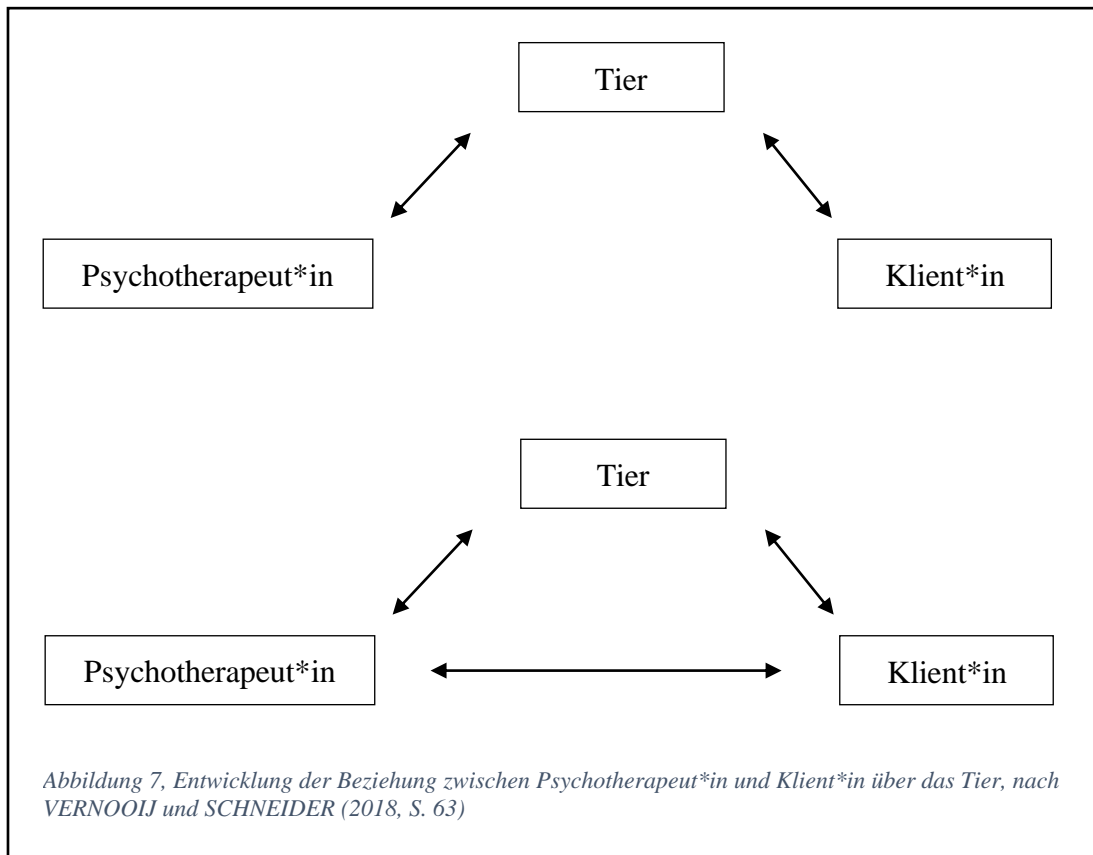 Tier
Psychotherapeut*in
Klient*in
Tier
Psychotherapeut*in
Klient*in
Abbildung 7, Entwicklung der Beziehung zwischen Psychotherapeut*in und Klient*in über das Tier, nach
VERNOOIJ und SCHNEIDER (2018, S. 63)